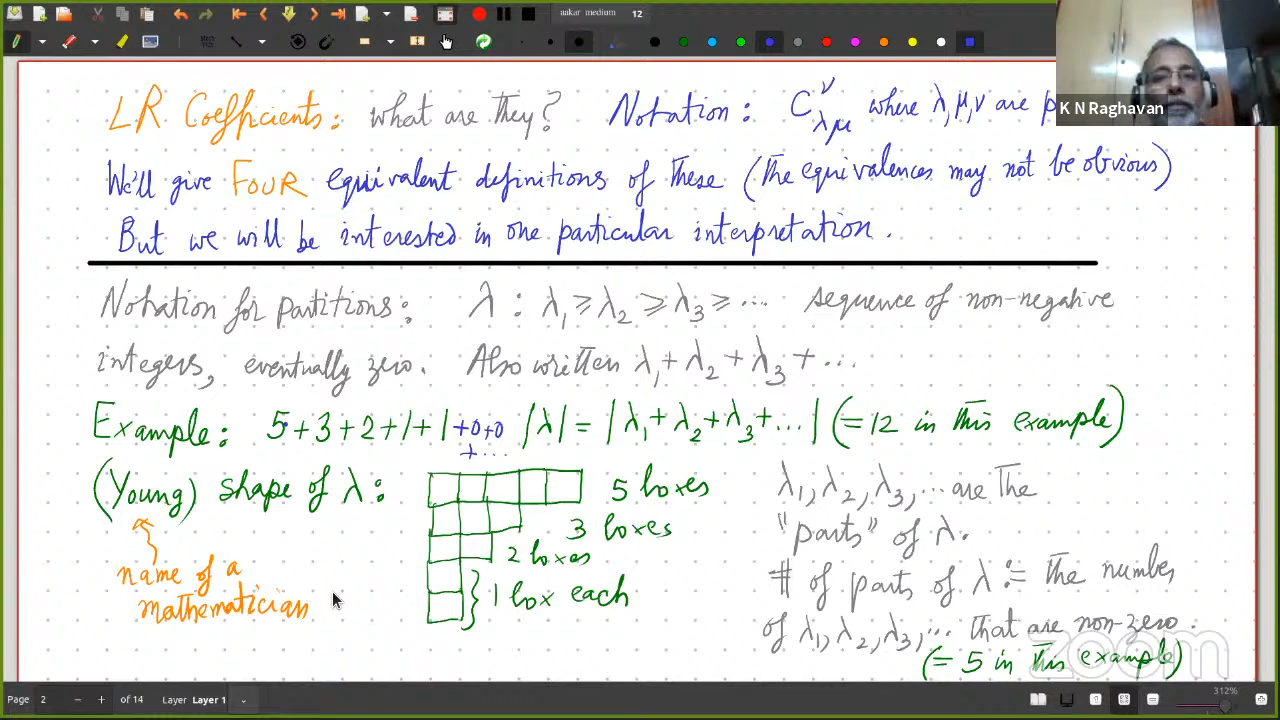 aakar medium 12
K N Raghavan
LR Coefficients: what are they? Notation: C^ν_λμ where λ, μ, ν are p
We'll give FOUR equivalent definitions of these (the equivalences may not be obvious)
But we will be interested in one particular interpretation.
Notation for partitions: λ : λ₁ ≥ λ₂ ≥ λ₃ ≥ ... sequence of non-negative
integers, eventually zero. Also written λ₁ + λ₂ + λ₃ + ...
Example: 5 + 3 + 2 + 1 + 1 +0+0 |λ| = |λ₁ + λ₂ + λ₃ + ...| (= 12 in this example)
+...
(Young) shape of λ: 5 boxes
3 boxes
2 boxes
1 box each
name of a
mathematician
λ₁, λ₂, λ₃, ... are the
"parts" of λ.
# of parts of λ := the number
of λ₁, λ₂, λ₃, ... that are non-zero.
(= 5 in this example)
zoom
Page 2 of 14 Layer Layer 1
312%